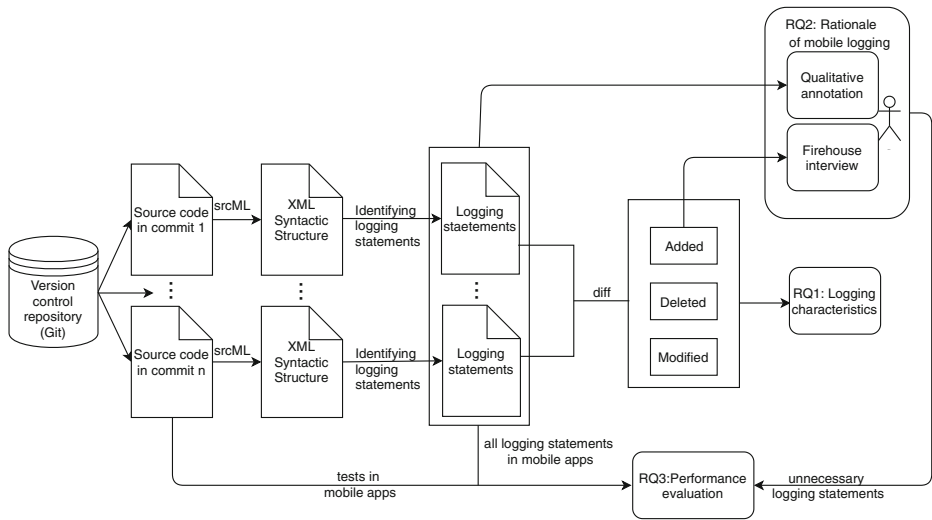 RQ2: Rationale
of mobile logging
Qualitative
annotation
Firehouse
interview
Source code
in commit 1
srcML
XML
Syntactic
Structure
Identifying
logging
statements
Logging
staetements
Version
control
repository
(Git)
Source code
in commit n
srcML
XML
Syntactic
Structure
Identifying
logging
statements
Logging
statements
diff
Added
Deleted
Modified
RQ1: Logging
characteristics
all logging statements
in mobile apps
tests in
mobile apps
RQ3:Performance
evaluation
unnecessary
logging statements